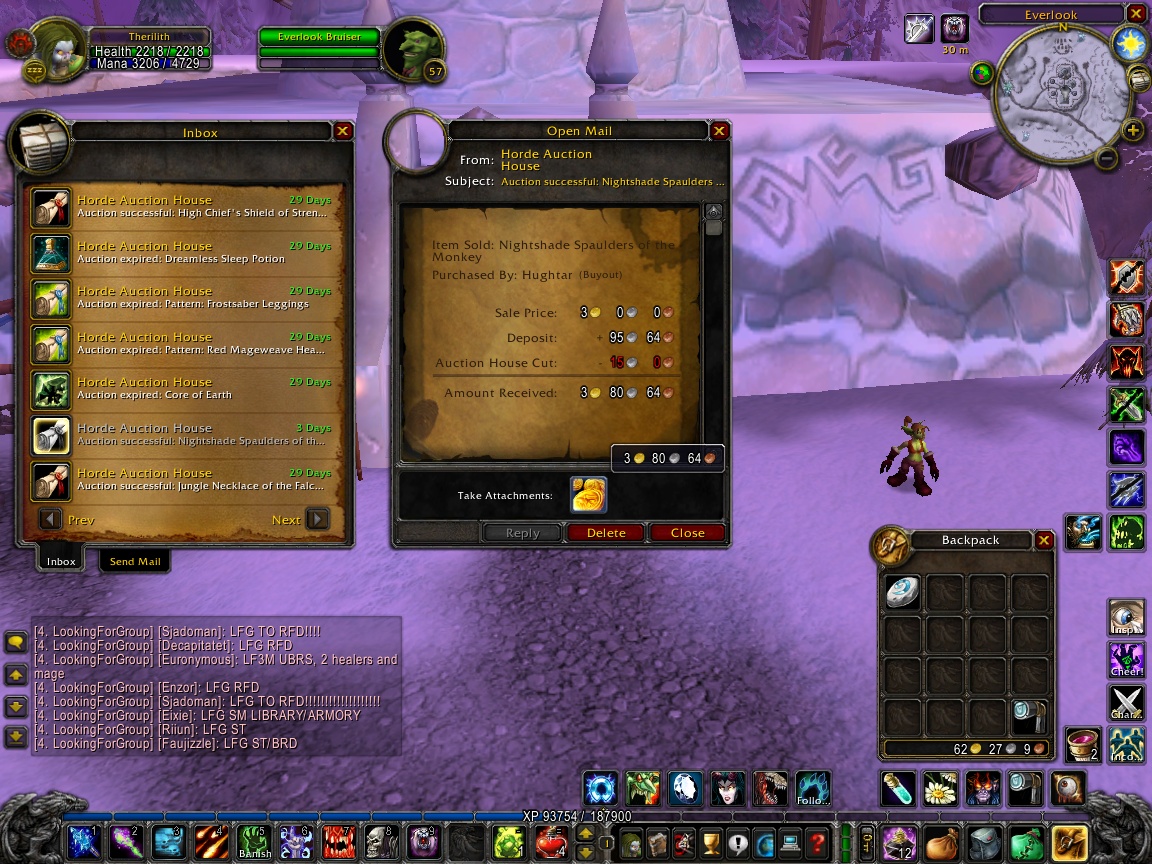 Therilith
Health 2218 / 2218
Mana 3206 / 4729
zzz
Everlook Bruiser
57
30 m
Everlook
N
Inbox
Horde Auction House 29 Days
Auction successful: High Chief's Shield of Stren...
Horde Auction House 29 Days
Auction expired: Dreamless Sleep Potion
Horde Auction House 29 Days
Auction expired: Pattern: Frostsaber Leggings
Horde Auction House 29 Days
Auction expired: Pattern: Red Mageweave Hea...
Horde Auction House 29 Days
Auction expired: Core of Earth
Horde Auction House 3 Days
Auction successful: Nightshade Spaulders of th...
Horde Auction House 29 Days
Auction successful: Jungle Necklace of the Falc...
Prev Next
Inbox Send Mail
Open Mail
From: Horde Auction
House
Subject: Auction successful: Nightshade Spaulders ...
Item Sold: Nightshade Spaulders of the
Monkey
Purchased By: Hughtar (Buyout)
Sale Price: 3 0 0
Deposit: + 95 64
Auction House Cut: - 15 0
Amount Received: 3 80 64
3 80 64
Take Attachments:
Reply Delete Close
Backpack
62 27 9
Insp
Cheer!
Char...
2
[4. LookingForGroup] [Sjadoman]: LFG TO RFD!!!!
[4. LookingForGroup] [Decapitatet]: LFG RFD
[4. LookingForGroup] [Euronymous]: LF3M UBRS, 2 healers and
mage
[4. LookingForGroup] [Enzor]: LFG RFD
[4. LookingForGroup] [Sjadoman]: LFG TO RFD!!!!!!!!!!!!!!!!!!!
[4. LookingForGroup] [Eixie]: LFG SM LIBRARY/ARMORY
[4. LookingForGroup] [Riiun]: LFG ST
[4. LookingForGroup] [Faujizzle]: LFG ST/BRD
Follo...
XP 93754 / 187900
1 2 3 4 5 6 7 8 9
Banish
4
1
12